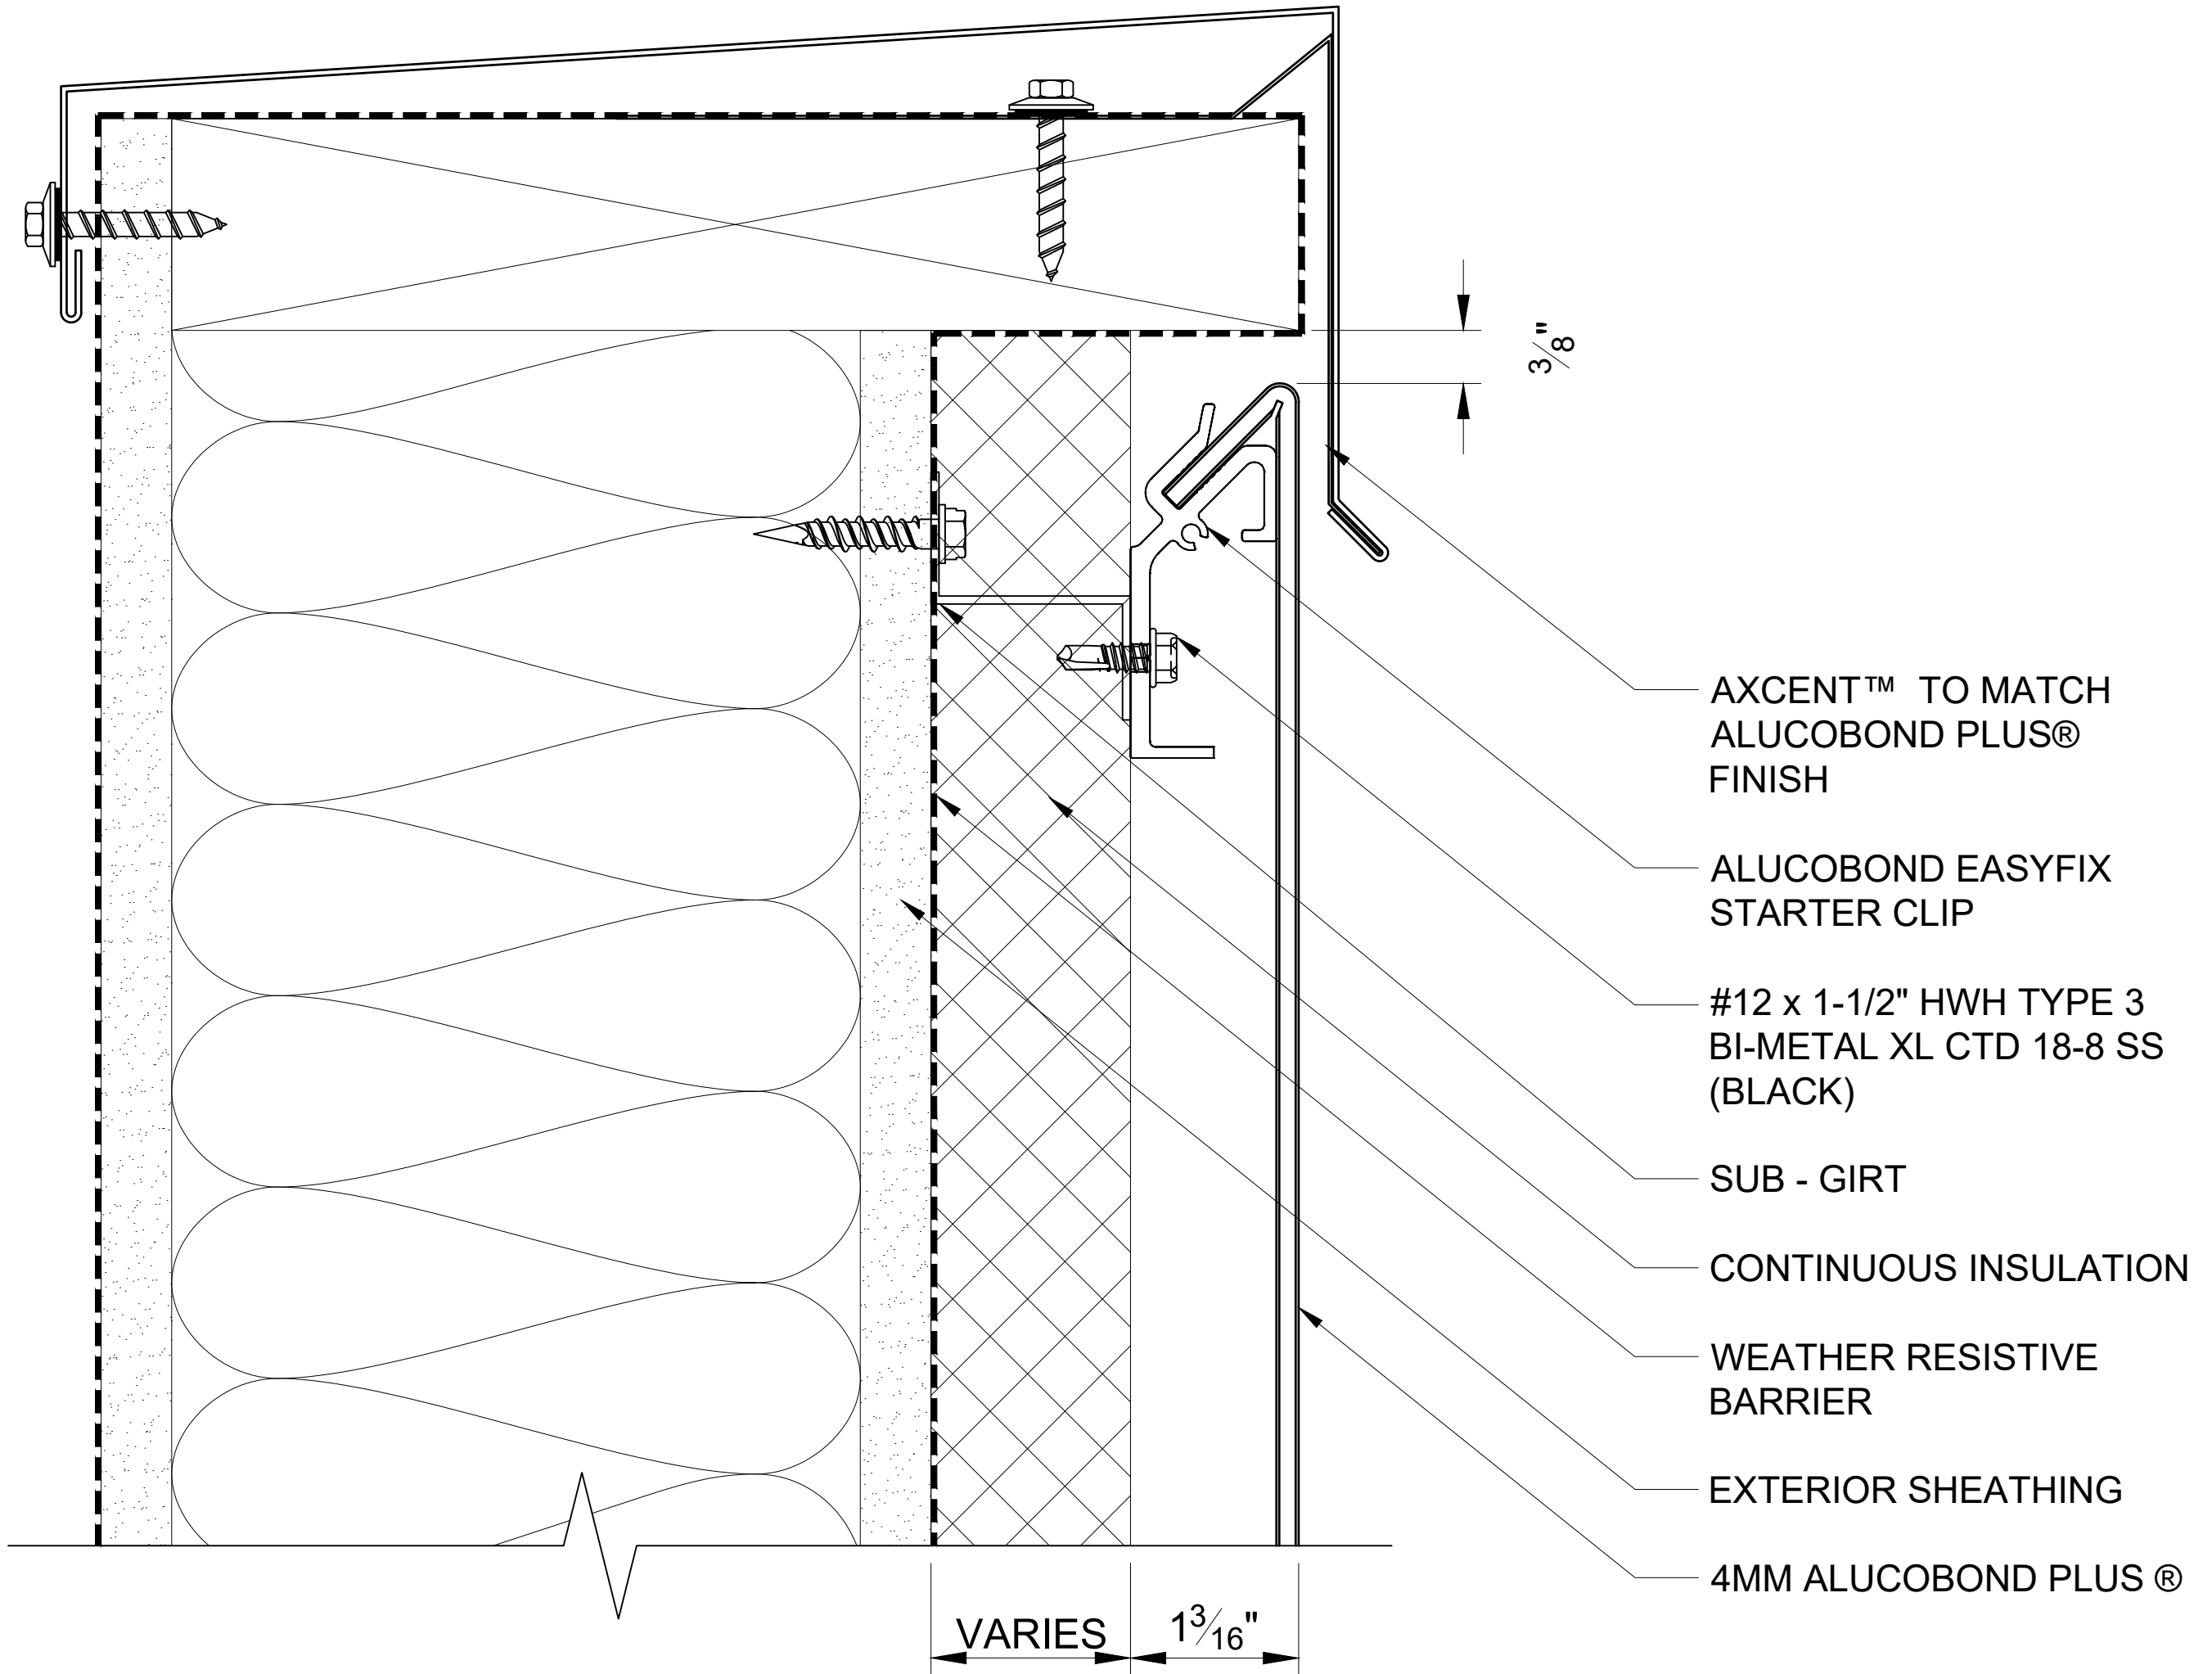 3/8"
AXCENT™ TO MATCH
ALUCOBOND PLUS®
FINISH
ALUCOBOND EASYFIX
STARTER CLIP
#12 x 1-1/2" HWH TYPE 3
BI-METAL XL CTD 18-8 SS
(BLACK)
SUB - GIRT
CONTINUOUS INSULATION
WEATHER RESISTIVE
BARRIER
EXTERIOR SHEATHING
4MM ALUCOBOND PLUS ®
VARIES
1 3/16"